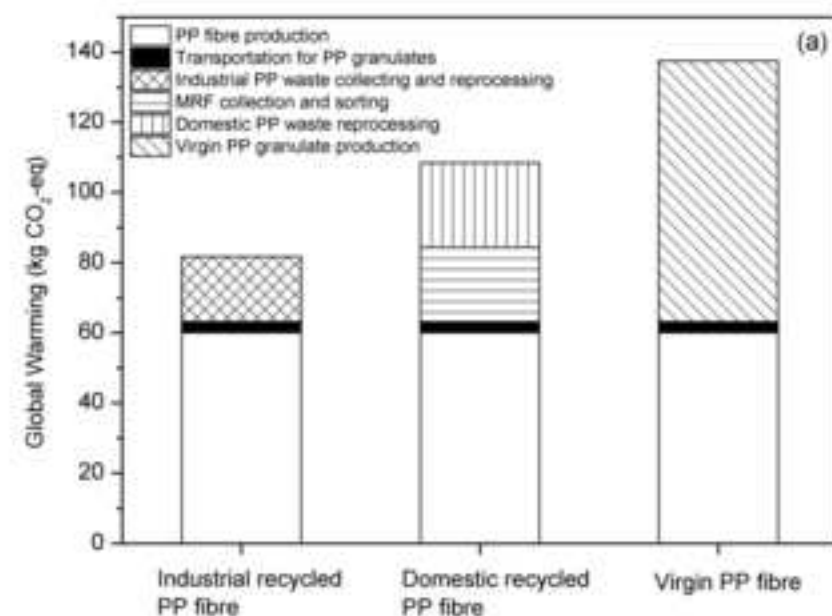 (a)
PP fibre production
Transportation for PP granulates
Industrial PP waste collecting and reprocessing
MRF collection and sorting
Domestic PP waste reprocessing
Virgin PP granulate production
Global Warming (kg CO₂-eq)
140
120
100
80
60
40
20
0
Industrial recycled
PP fibre
Domestic recycled
PP fibre
Virgin PP fibre